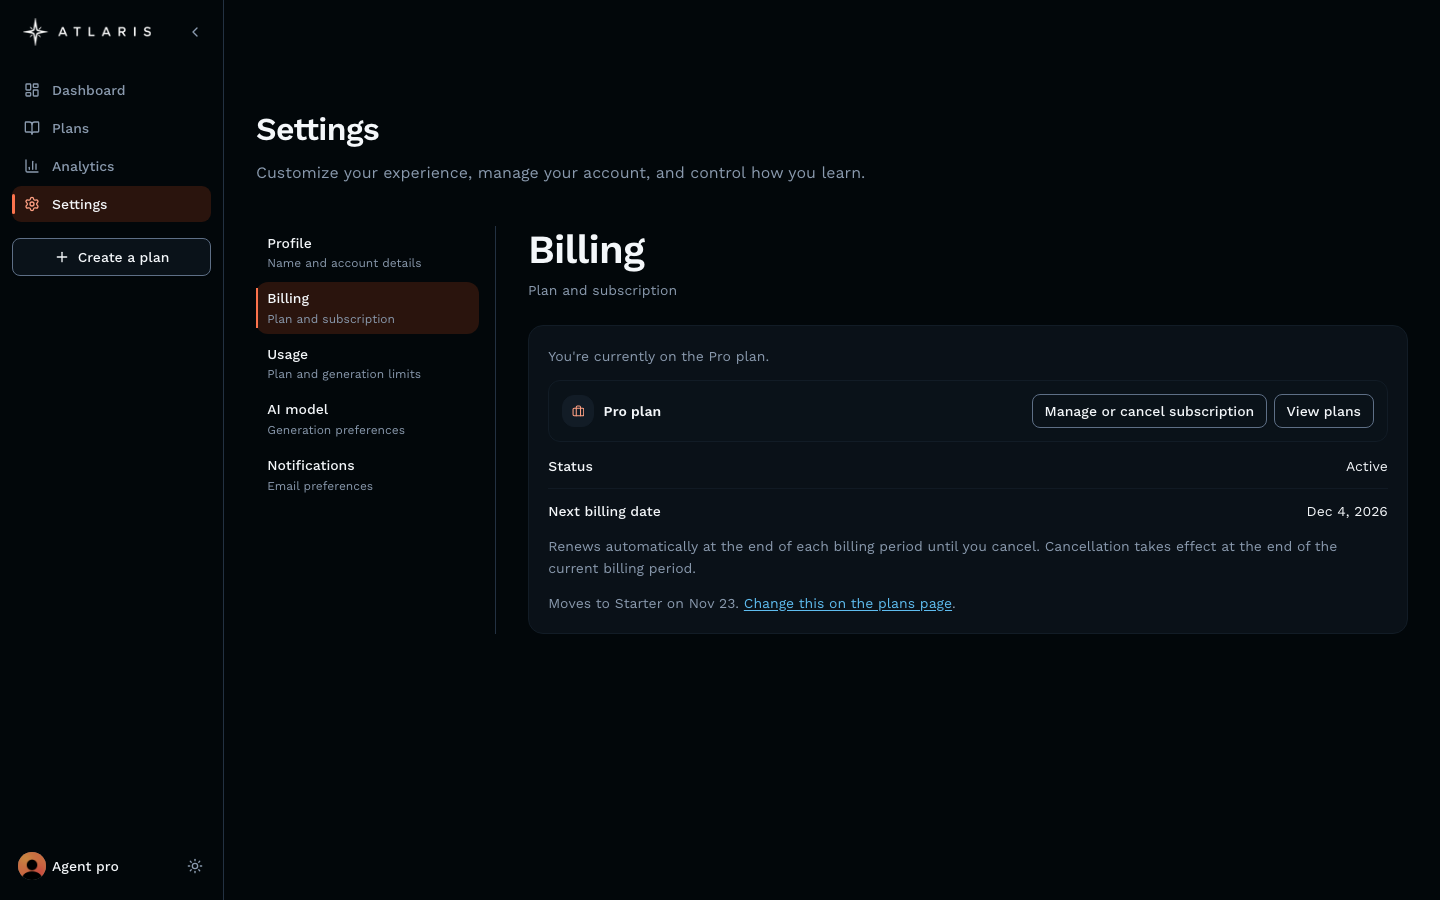 ATLARIS
Dashboard
Plans
Analytics
Settings
Create a plan
Settings
Customize your experience, manage your account, and control how you learn.
Profile
Name and account details
Billing
Plan and subscription
Usage
Plan and generation limits
AI model
Generation preferences
Notifications
Email preferences
Billing
Plan and subscription
You're currently on the Pro plan.
Pro plan
Manage or cancel subscription
View plans
Status
Active
Next billing date
Dec 4, 2026
Renews automatically at the end of each billing period until you cancel. Cancellation takes effect at the end of the
current billing period.
Moves to Starter on Nov 23. Change this on the plans page.
Agent pro